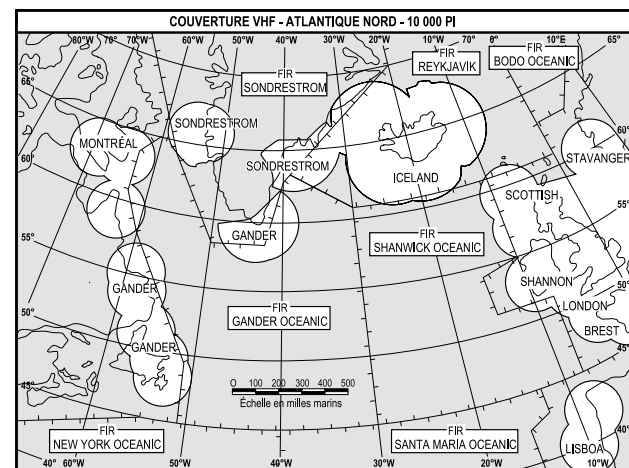 COUVERTURE VHF - ATLANTIQUE NORD - 10 000 PI
80°W 70°W 60°W 50°W 40°W 30°W 20°W 10°W 0° 10°E 65°
FIR
REYKJAVIK
FIR
BODO OCEANIC
FIR
SONDRESTROM
65°
60°
SONDRESTROM
MONTRÉAL
STAVANGER
SONDRESTROM
ICELAND
SCOTTISH
60°
60°
55°
GANDER
FIR
SHANWICK OCEANIC
55°
55°
SHANNON
50°
GANDER
LONDON
FIR
GANDER OCEANIC
BREST
50°
45°
GANDER
0 100 200 300 400 500
Échelle en milles marins
45°
FIR
NEW YORK OCEANIC
FIR
SANTA MARIA OCEANIC
40°
LISBOA
40° 60°W 50°W 40°W 30°W 20°W 10°W